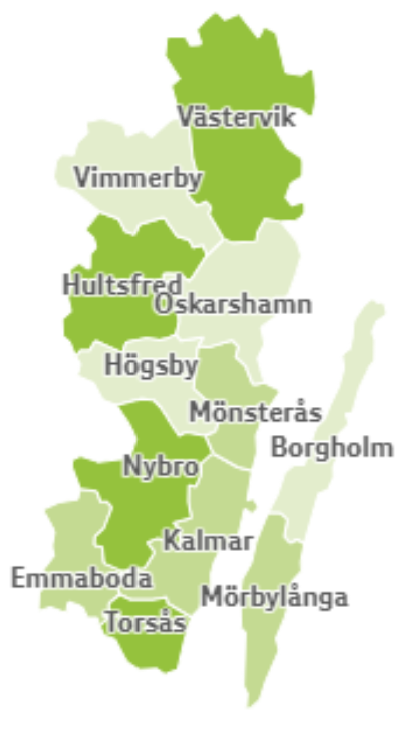 Västervik
Vimmerby
Hultsfred
Oskarshamn
Högsby
Mönsterås
Borgholm
Nybro
Kalmar
Emmaboda
Mörbylånga
Torsås